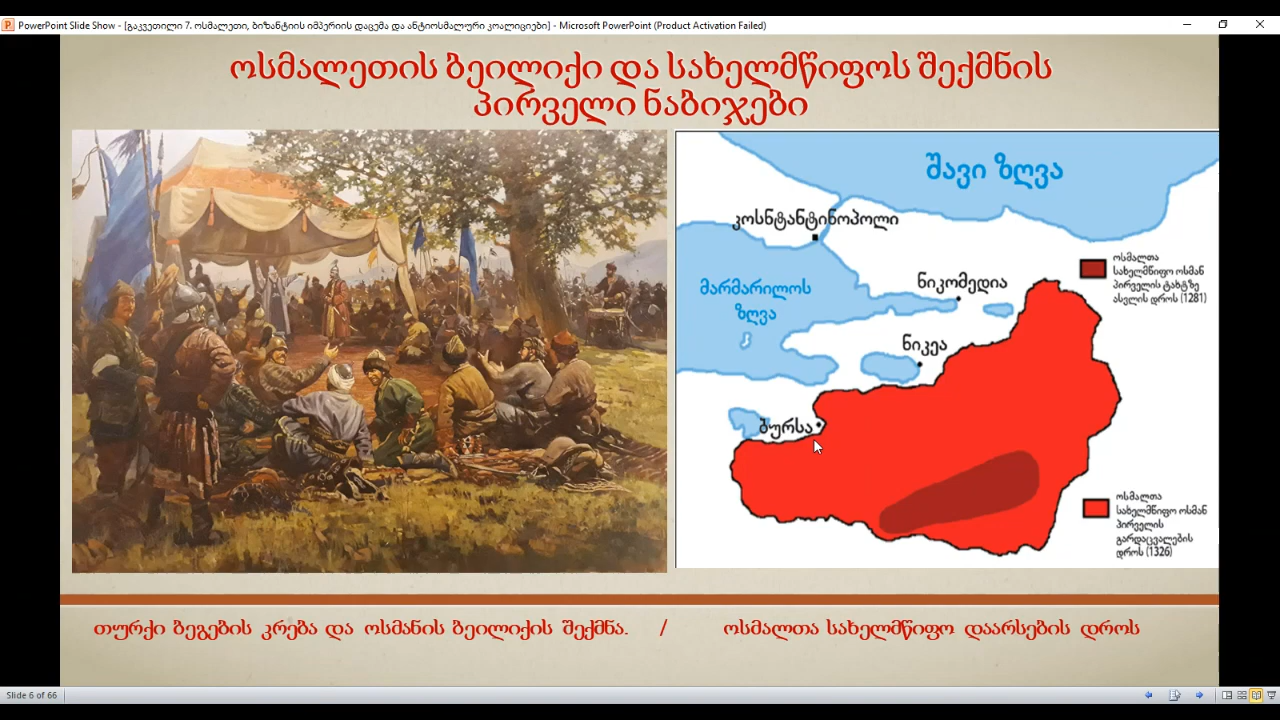 PowerPoint Slide Show - [გაკვეთილი 7. ოსმალეთი, ბიზანტიის იმპერიის დაცემა და ანტიოსმალური კოალიციები] - Microsoft PowerPoint (Product Activation Failed)
ოსმალეთის ბეილიქი და სახელმწიფოს შექმნის
პირველი ნაბიჯები
შავი ზღვა
კოსნტანტინოპოლი
ოსმალთა
სახელმწიფო ოსმან
პირველის ტახტზე
ასვლის დროს (1281)
ნიკომედია
მარმარილოს
ზღვა
ნიკეა
ბურსა
ოსმალთა
სახელმწიფო ოსმან
პირველის
გარდაცვალების
დროს (1326)
თურქი ბეგების კრება და ოსმანის ბეილიქის შექმნა. / ოსმალთა სახელმწიფო დაარსების დროს
Slide 6 of 66